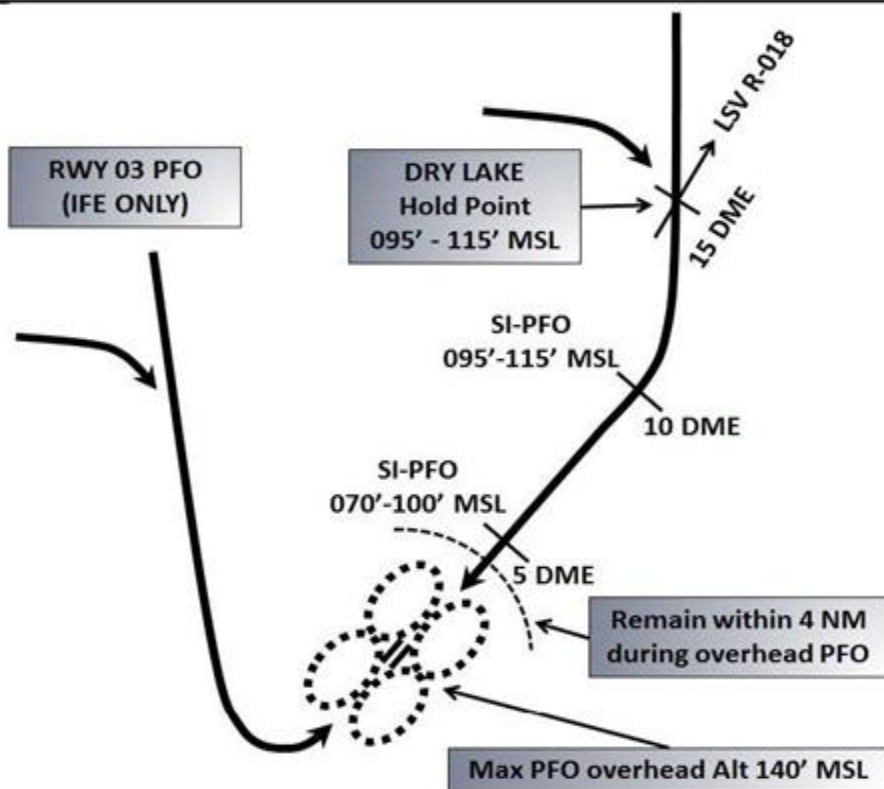 LSV R-018
RWY 03 PFO
(IFE ONLY)
DRY LAKE
Hold Point
095' - 115' MSL
15 DME
SI-PFO
095'-115' MSL
10 DME
SI-PFO
070'-100' MSL
5 DME
Remain within 4 NM
during overhead PFO
Max PFO overhead Alt 140' MSL